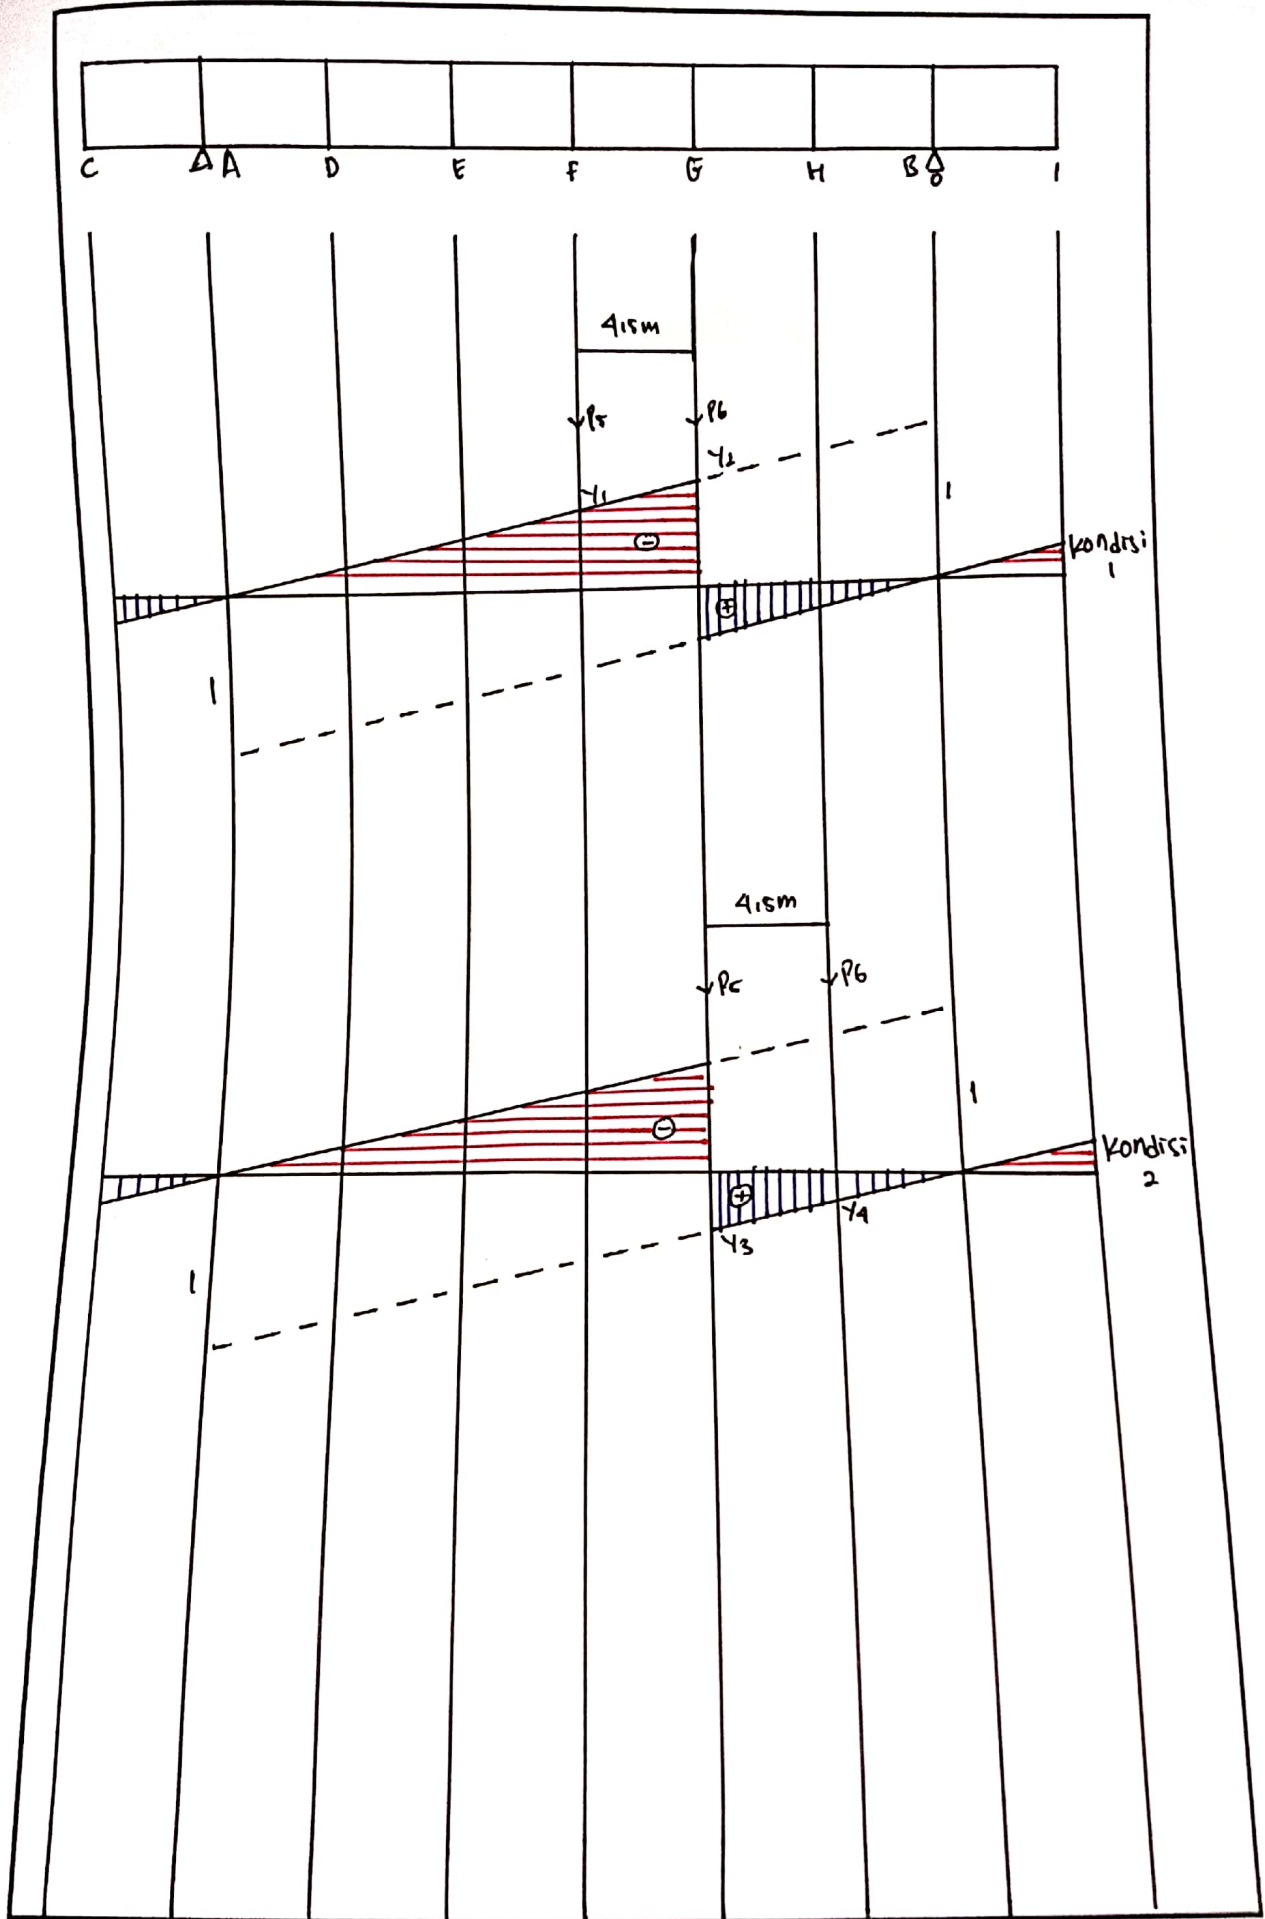 C A D E F G H B I
4,5m
P5 P6
Y2
Y1
1
-
Kondisi
1
+
1
4,5m
P5 P6
1
-
Kondisi
2
+
Y4
Y3
1